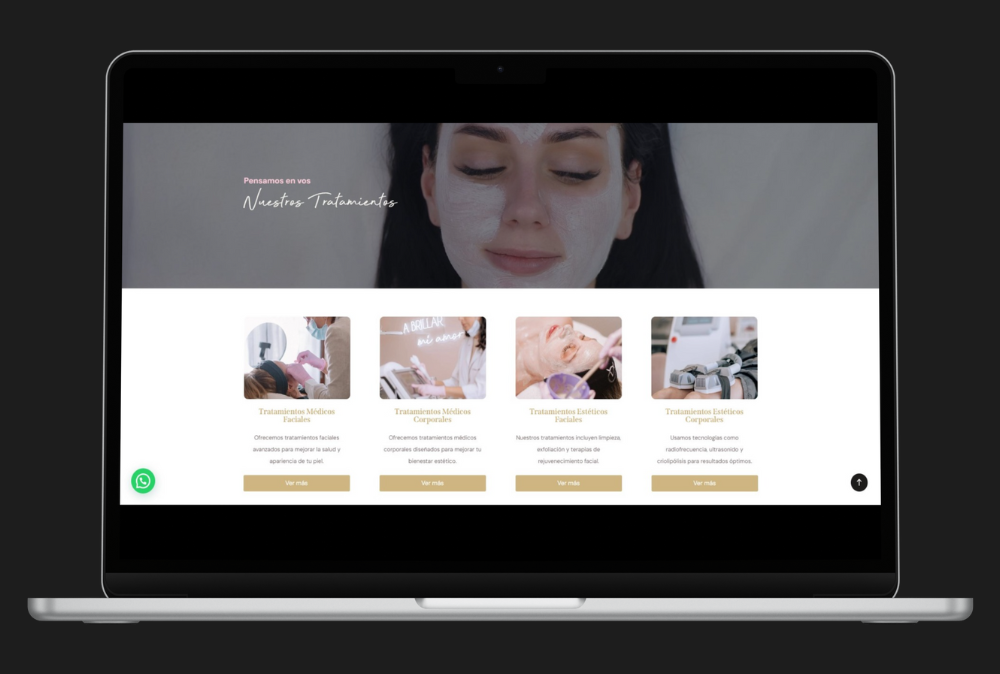 Pensamos en vos
Nuestros Tratamientos
A BRILLAR
mi amor
Tratamientos Médicos
Faciales
Ofrecemos tratamientos faciales
avanzados para mejorar la salud y
apariencia de tu piel.
Ver más
Tratamientos Médicos
Corporales
Ofrecemos tratamientos médicos
corporales diseñados para mejorar tu
bienestar estético.
Ver más
Tratamientos Estéticos
Faciales
Nuestros tratamientos incluyen limpieza,
exfoliación y terapias de
rejuvenecimiento facial.
Ver más
Tratamientos Estéticos
Corporales
Usamos tecnologías como
radiofrecuencia, ultrasonido y
criolipólisis para resultados óptimos.
Ver más